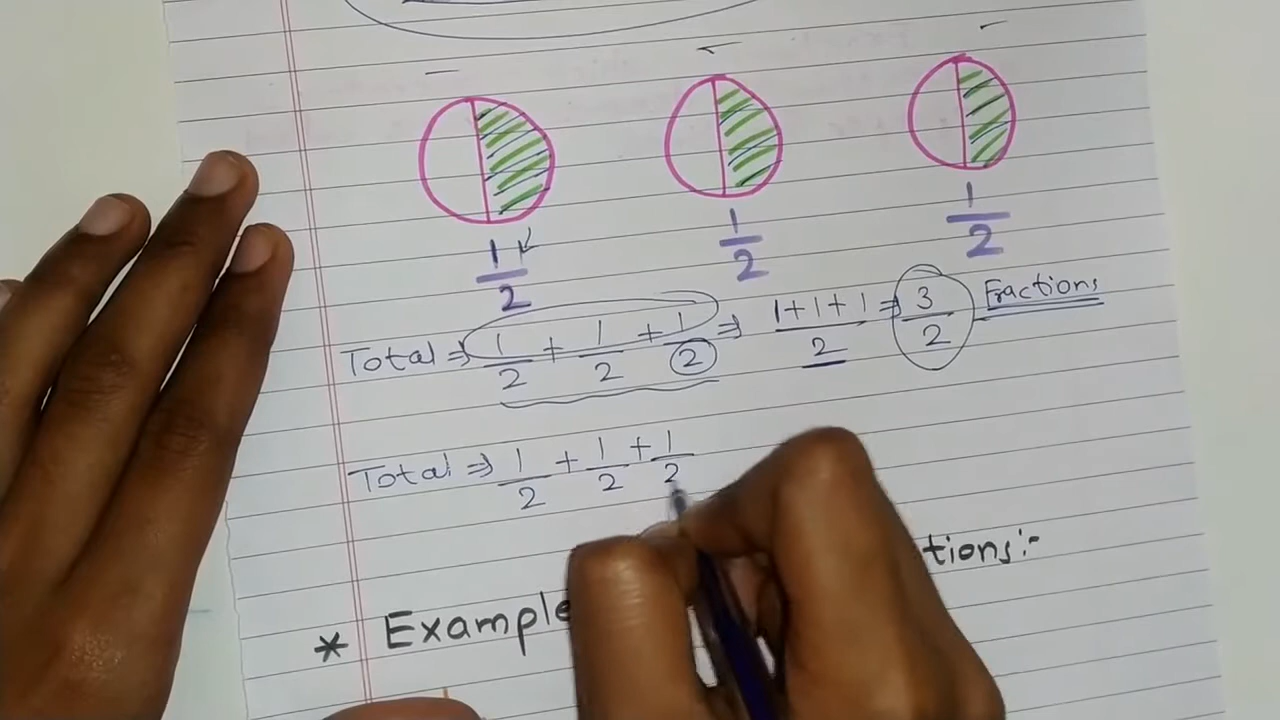 1/2 1/2 1/2
Total ⇒ 1/2 + 1/2 + 1/2 ⇒ 1+1+1/2 ⇒ 3/2 Fractions
Total ⇒ 1/2 + 1/2 + 1/2
* Example tions:-